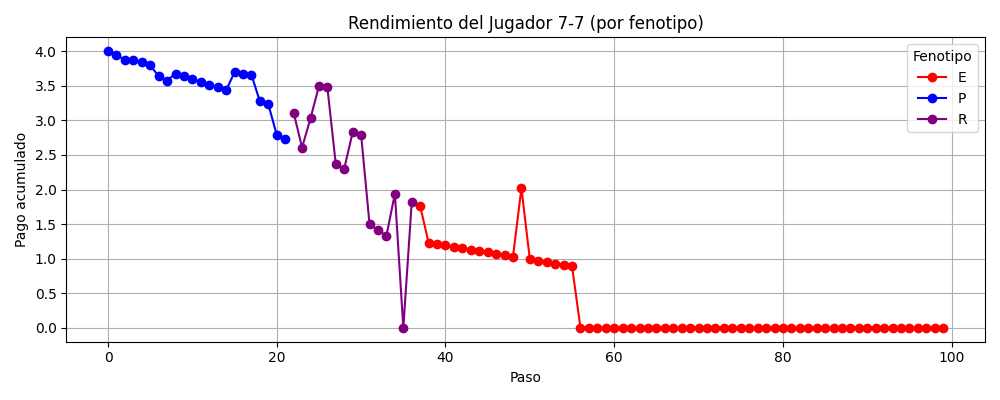 Rendimiento del Jugador 7-7 (por fenotipo)
Pago acumulado
4.0
3.5
3.0
2.5
2.0
1.5
1.0
0.5
0.0
Fenotipo
E
P
R
0 20 40 60 80 100
Paso